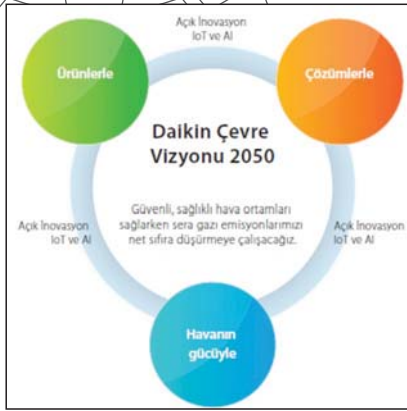 Açık İnovasyon
IoT ve AI
Ürünlerle
Çözümlerle
Daikin Çevre
Vizyonu 2050
Güvenli, sağlıklı hava ortamları
sağlarken sera gazı emisyonlarımızı
net sıfıra düşürmeye çalışacağız.
Açık İnovasyon
IoT ve AI
Açık İnovasyon
IoT ve AI
Havanın
gücüyle